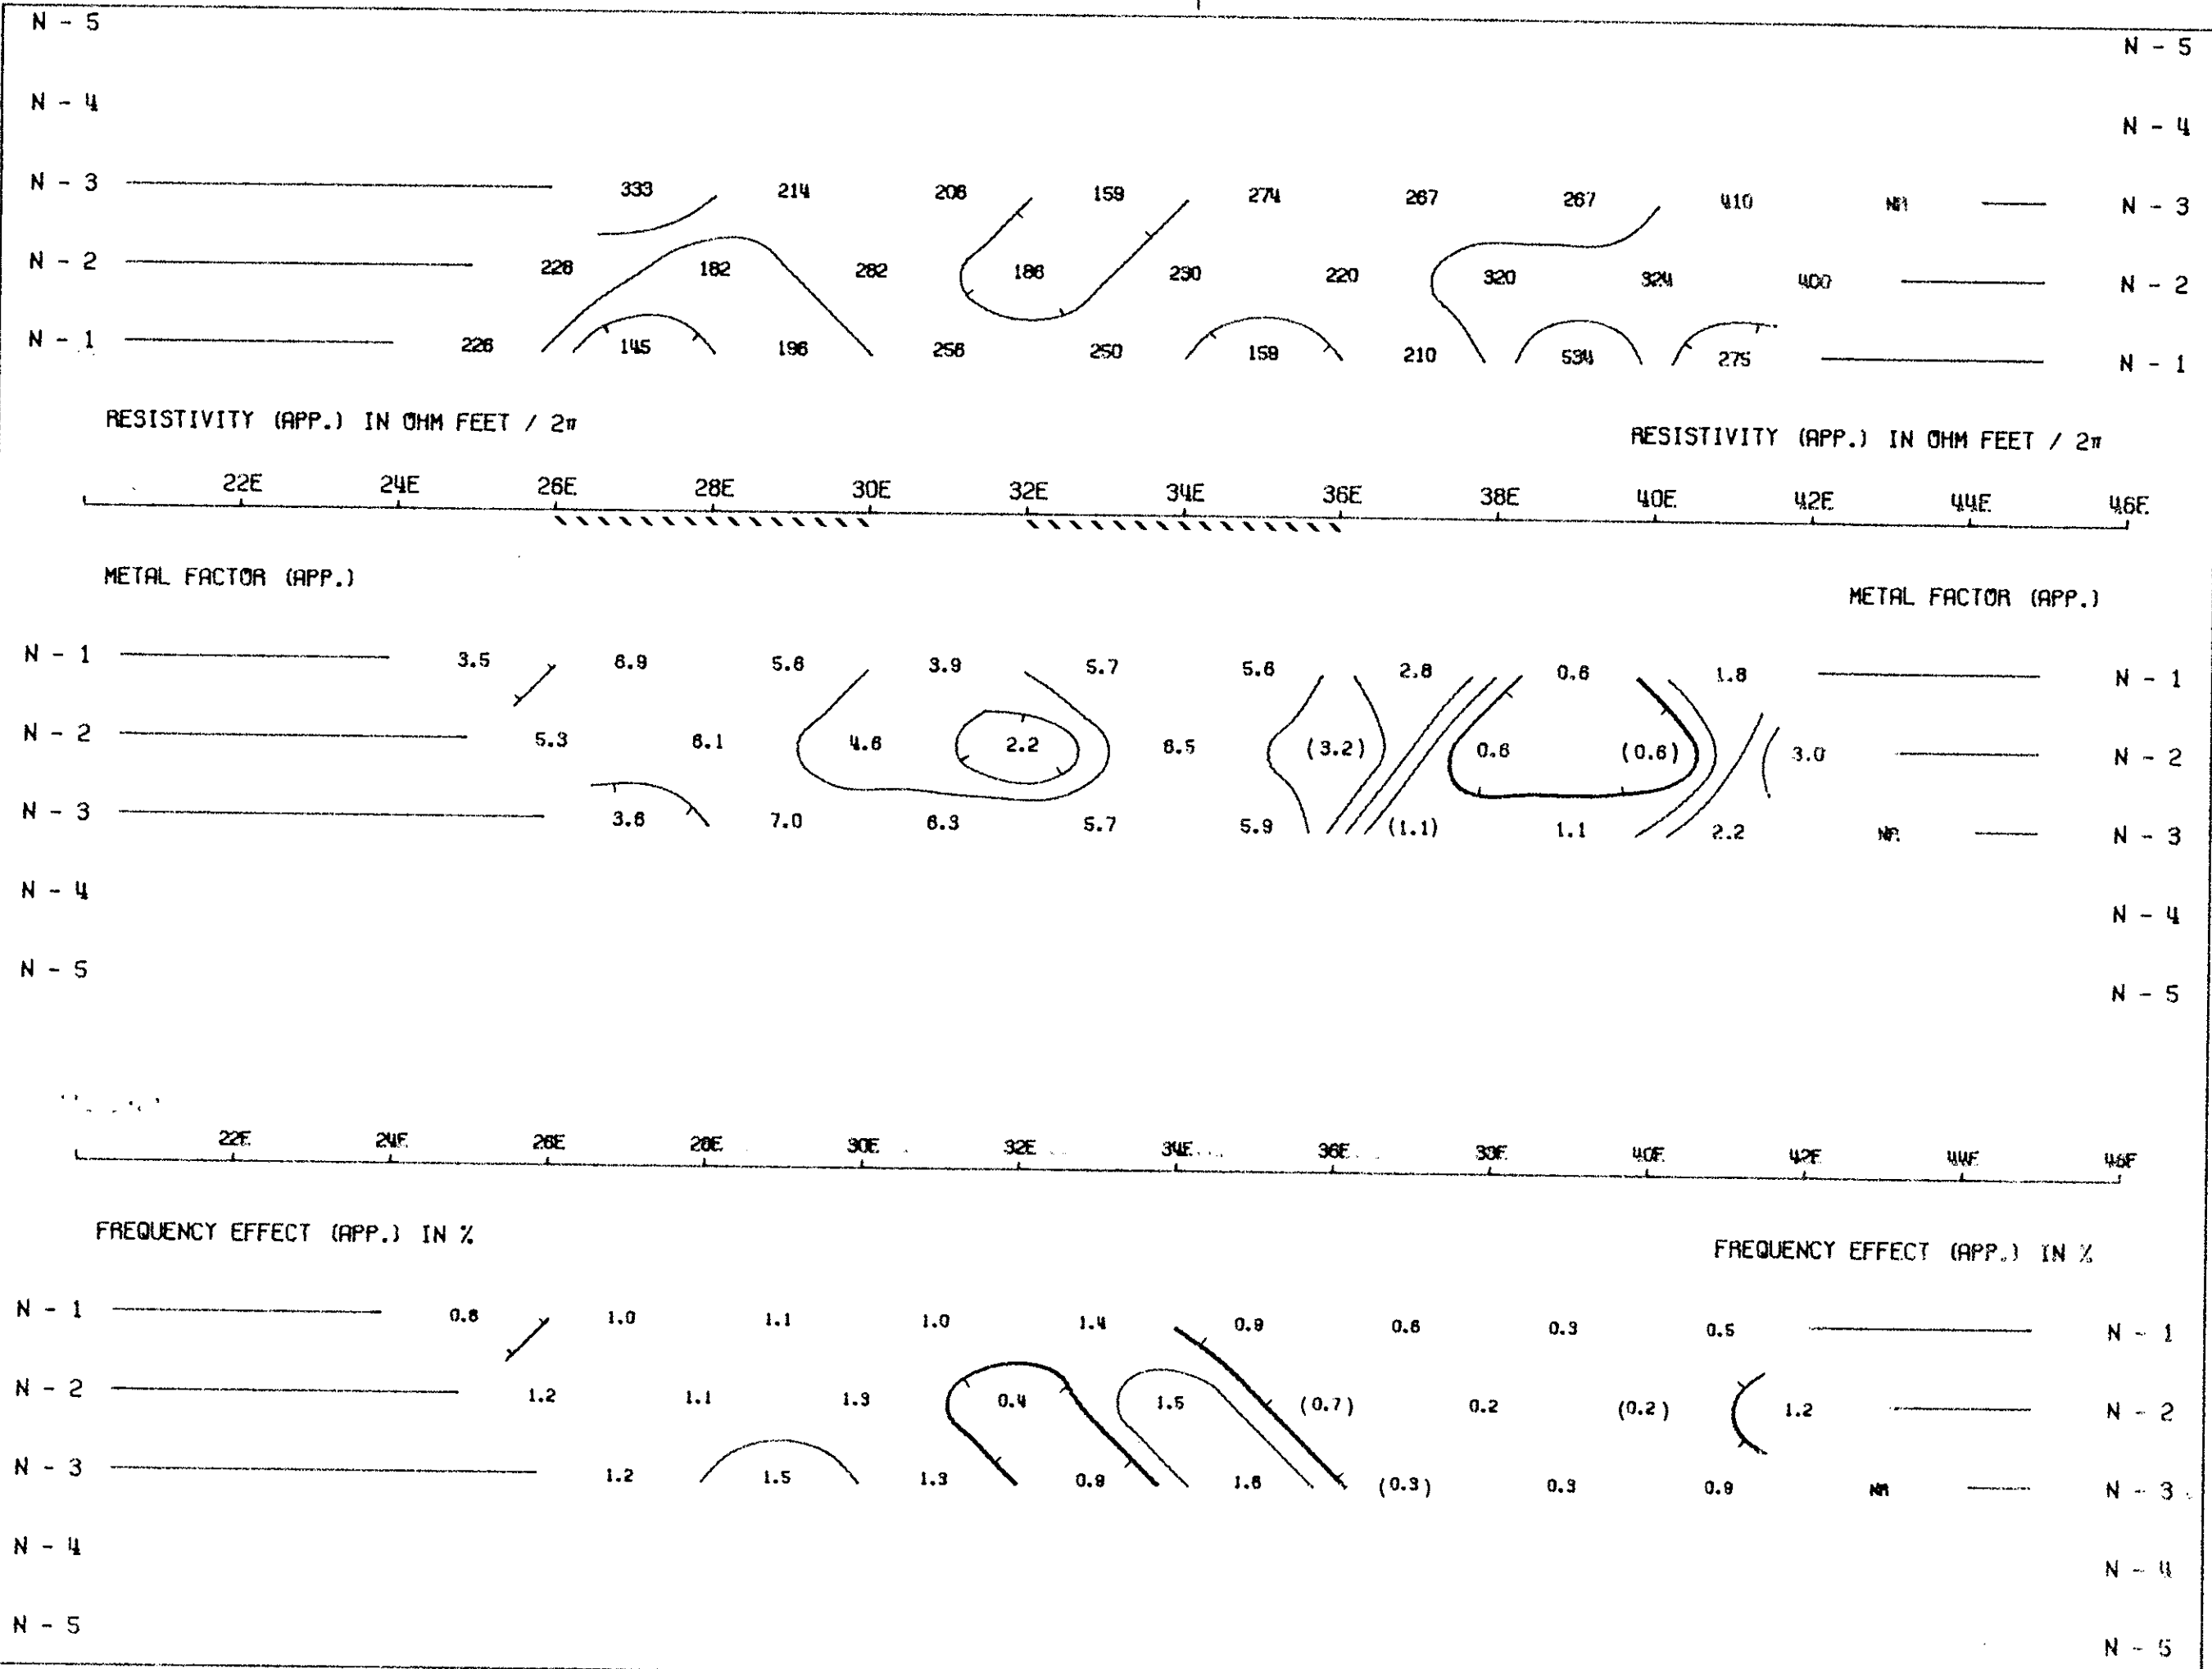 N - 5 N - 5
N - 4 N - 4
N - 3 333 214 206 159 274 267 267 410 N - 3
N - 2 228 182 282 186 230 220 320 324 400 N - 2
N - 1 226 145 196 256 250 159 210 534 275 N - 1
RESISTIVITY (APP.) IN OHM FEET / 2π RESISTIVITY (APP.) IN OHM FEET / 2π
22E 24E 26E 28E 30E 32E 34E 36E 38E 40E 42E 44E 46E
METAL FACTOR (APP.) METAL FACTOR (APP.)
N - 1 3.5 6.9 5.6 3.9 5.7 5.6 2.8 0.6 1.8 N - 1
N - 2 5.3 6.1 4.6 2.2 6.5 (3.2) 0.6 (0.6) 3.0 N - 2
N - 3 3.6 7.0 6.3 5.7 5.9 (1.1) 1.1 2.2 N - 3
N - 4 N - 4
N - 5 N - 5
22E 24E 26E 28E 30E 32E 34E 36E 38E 40E 42E 44E 46E
FREQUENCY EFFECT (APP.) IN % FREQUENCY EFFECT (APP.) IN %
N - 1 0.8 1.0 1.1 1.0 1.4 0.9 0.6 0.3 0.5 N - 1
N - 2 1.2 1.1 1.3 0.4 1.5 (0.7) 0.2 (0.2) 1.2 N - 2
N - 3 1.2 1.5 1.3 0.9 1.6 (0.3) 0.3 0.9 N - 3
N - 4 N - 4
N - 5 N - 5